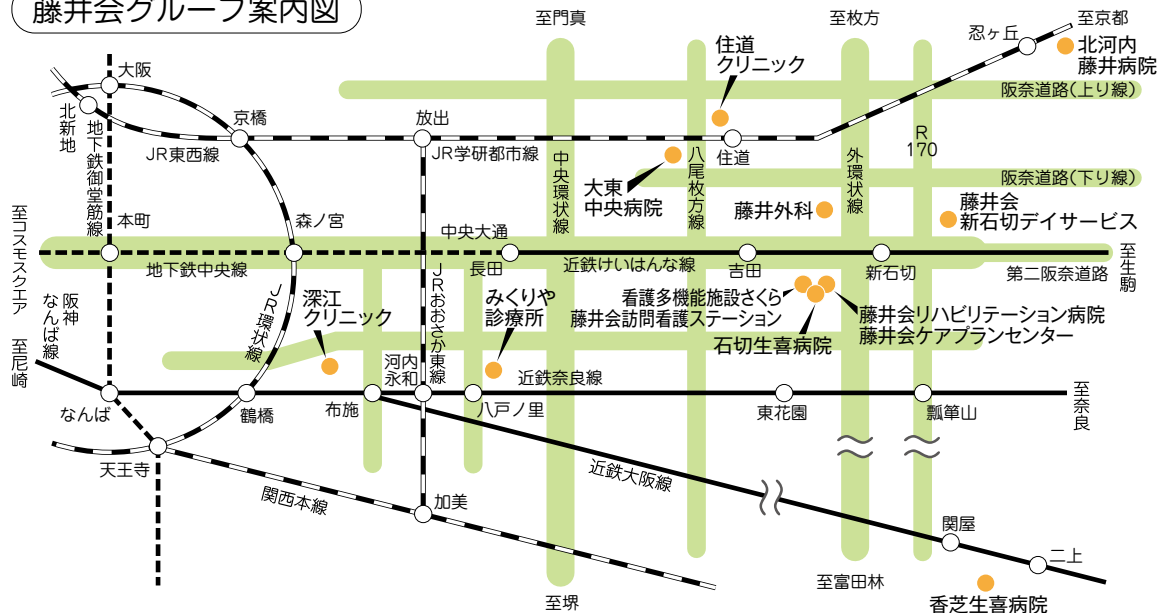 藤井会グループ案内図
至門真
至枚方
至京都
忍ヶ丘
北河内
藤井病院
住道
クリニック
大阪
北新地
地下鉄御堂筋線
京橋
放出
JR東西線
JR学研都市線
住道
阪奈道路(上り線)
R
170
中央環状線
八尾枚方線
外環状線
大東
中央病院
阪奈道路(下り線)
藤井外科
藤井会
新石切デイサービス
至コスモスクエア
本町
森ノ宮
中央大通
地下鉄中央線
長田
近鉄けいはんな線
吉田
新石切
第二阪奈道路
至生駒
阪神
なんば線
至尼崎
JR環状線
深江
クリニック
JRおおさか東線
みくりや
診療所
看護多機能施設さくら
藤井会訪問看護ステーション
石切生喜病院
藤井会リハビリテーション病院
藤井会ケアプランセンター
河内
永和
近鉄奈良線
なんば
鶴橋
布施
八戸ノ里
東花園
瓢箪山
至奈良
天王寺
関西本線
加美
近鉄大阪線
関屋
二上
至堺
至富田林
香芝生喜病院